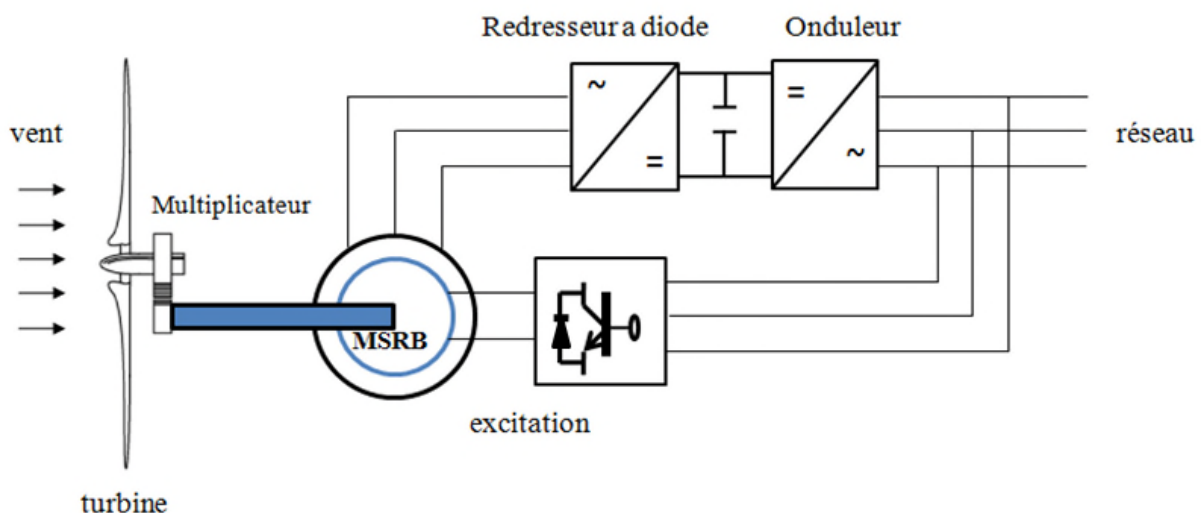 Redresseur a diode
Onduleur
vent
~
=
=
~
réseau
Multiplicateur
MSRB
excitation
turbine